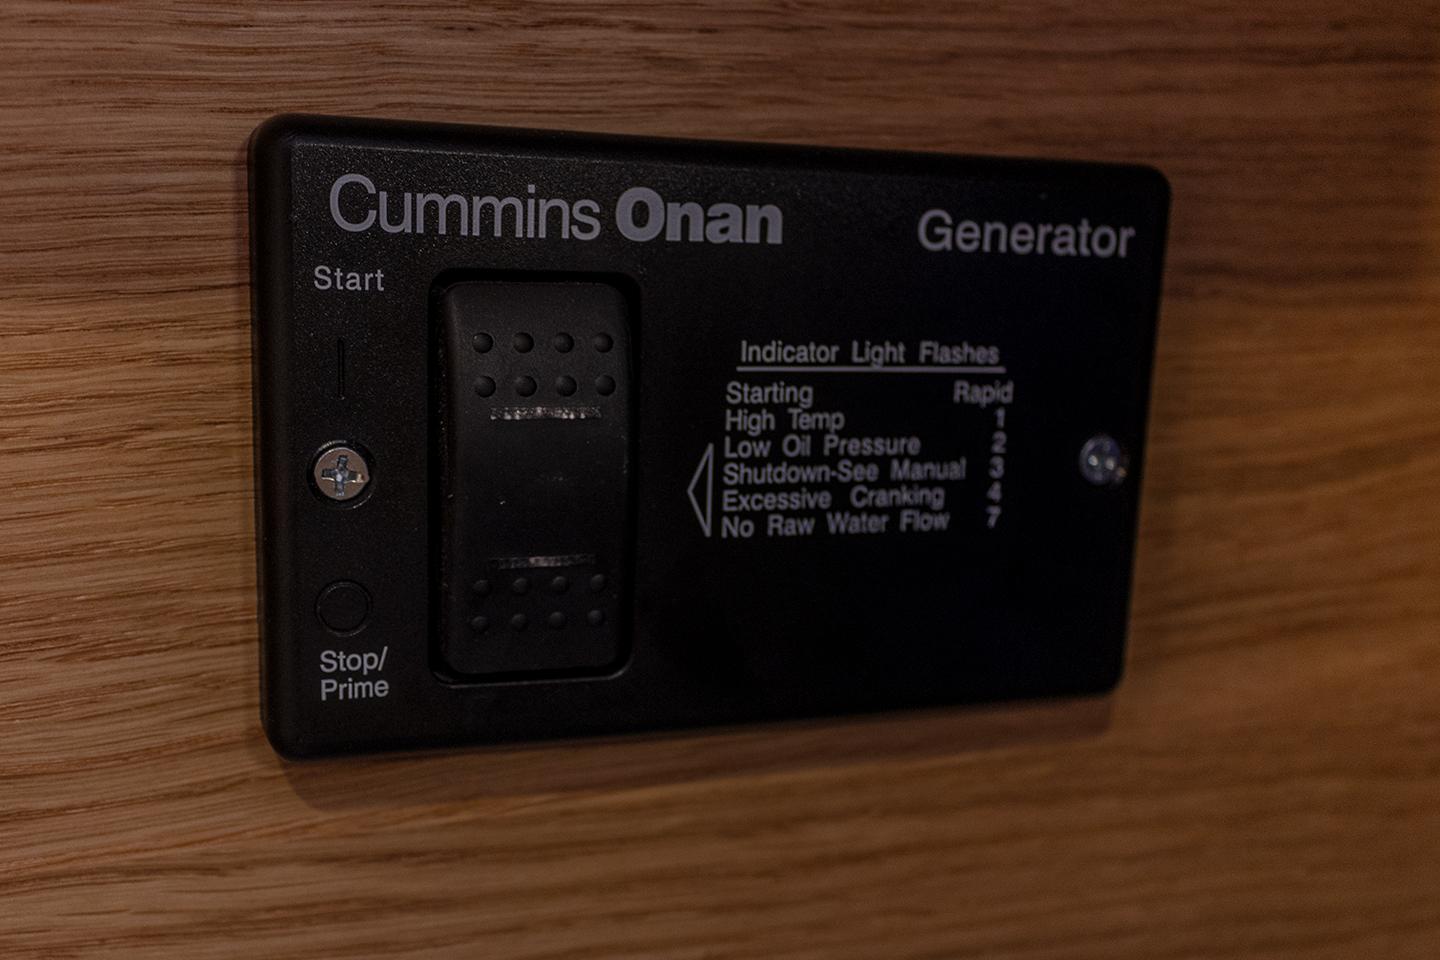 Cummins Onan Generator
Start
Indicator Light Flashes
Starting Rapid
High Temp 1
Low Oil Pressure 2
Shutdown-See Manual 3
Excessive Cranking 4
No Raw Water Flow 7
Stop/
Prime